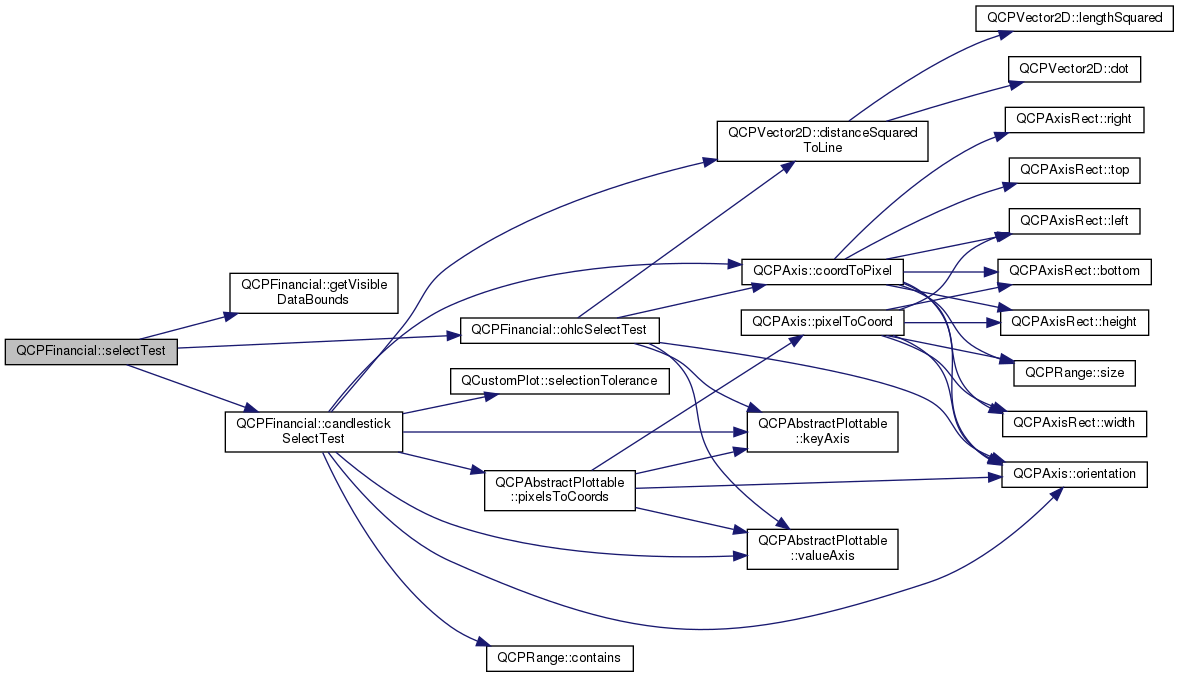 QCPVector2D::lengthSquared
QCPVector2D::dot
QCPAxisRect::right
QCPVector2D::distanceSquared
ToLine
QCPAxisRect::top
QCPAxisRect::left
QCPAxis::coordToPixel
QCPAxisRect::bottom
QCPFinancial::getVisible
DataBounds
QCPAxis::pixelToCoord
QCPAxisRect::height
QCPFinancial::ohlcSelectTest
QCPFinancial::selectTest
QCPRange::size
QCustomPlot::selectionTolerance
QCPFinancial::candlestick
SelectTest
QCPAbstractPlottable
::keyAxis
QCPAxisRect::width
QCPAxis::orientation
QCPAbstractPlottable
::pixelsToCoords
QCPAbstractPlottable
::valueAxis
QCPRange::contains